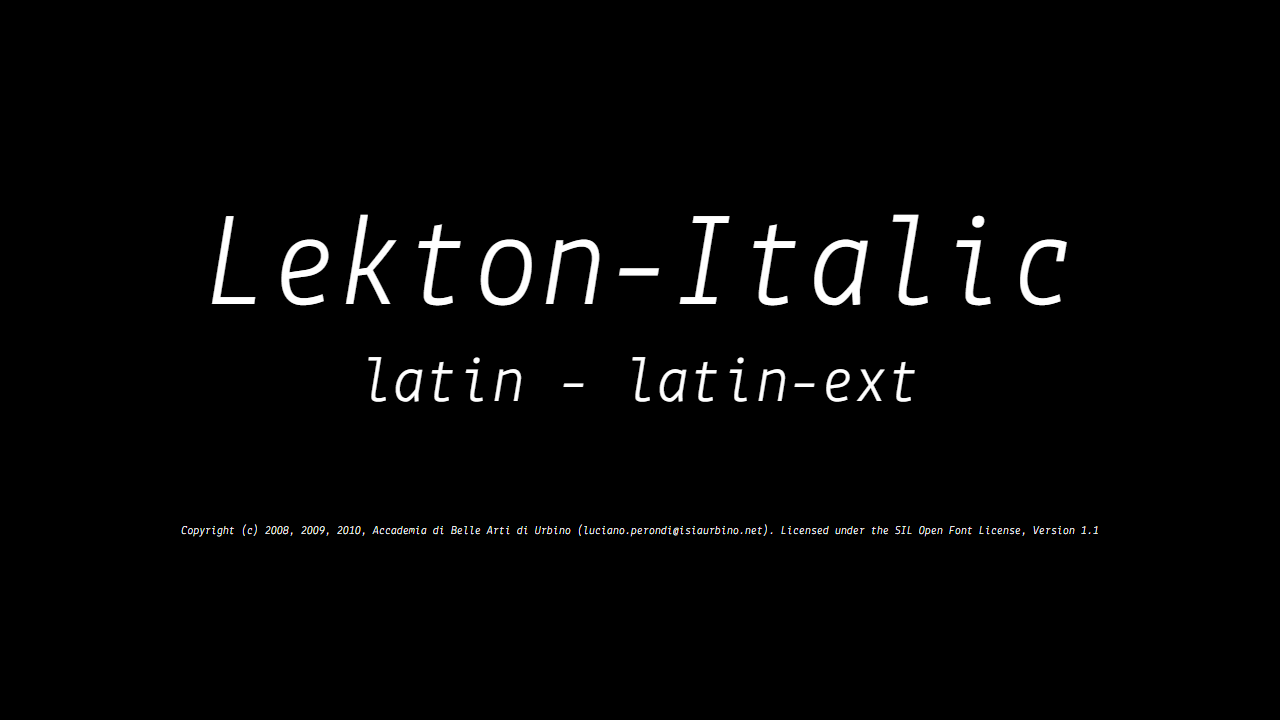 Lekton-Italic
latin - latin-ext
Copyright (c) 2008, 2009, 2010, Accademia di Belle Arti di Urbino (luciano.perondi@isiaurbino.net). Licensed under the SIL Open Font License, Version 1.1